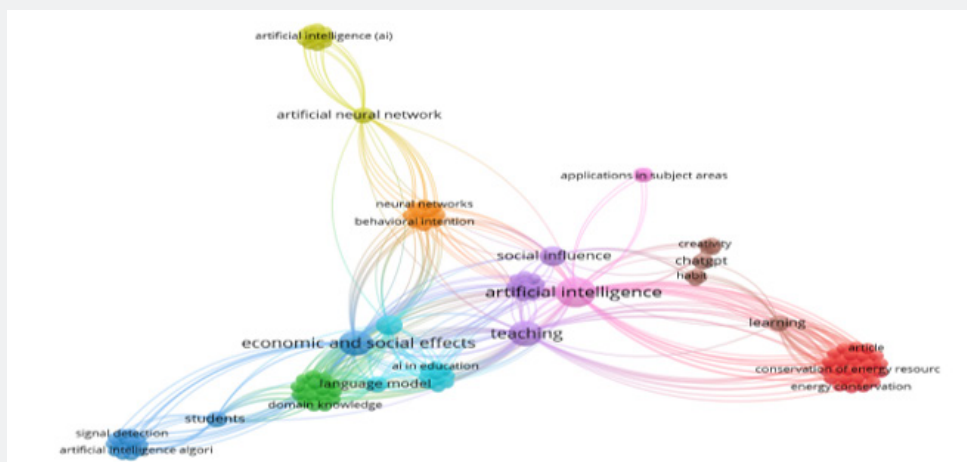 artificial intelligence (ai)
artificial neural network
applications in subject areas
neural networks
behavioral intention
creativity
social influence
chatgpt
habit
artificial intelligence
learning
teaching
economic and social effects
article
ai in education
conservation of energy resourc
language model
energy conservation
domain knowledge
students
signal detection
artificial intelligence algori